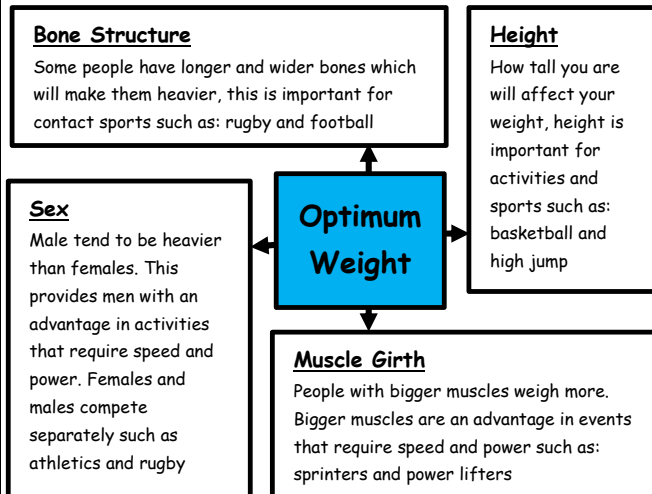 Bone Structure
Some people have longer and wider bones which
will make them heavier, this is important for
contact sports such as: rugby and football
Height
How tall you are
will affect your
weight, height is
important for
activities and
sports such as:
basketball and
high jump
Optimum
Weight
Sex
Male tend to be heavier
than females. This
provides men with an
advantage in activities
that require speed and
power. Females and
males compete
separately such as
athletics and rugby
Muscle Girth
People with bigger muscles weigh more.
Bigger muscles are an advantage in events
that require speed and power such as:
sprinters and power lifters